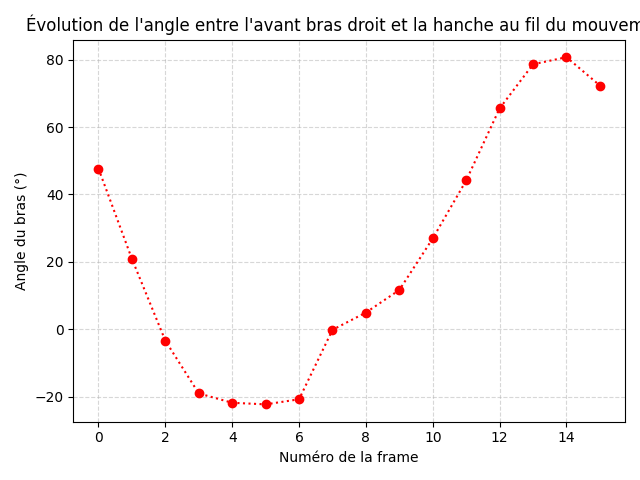 Évolution de l'angle entre l'avant bras droit et la hanche au fil du mouvem
80
60
40
20
0
−20
Angle du bras (°)
0 2 4 6 8 10 12 14
Numéro de la frame